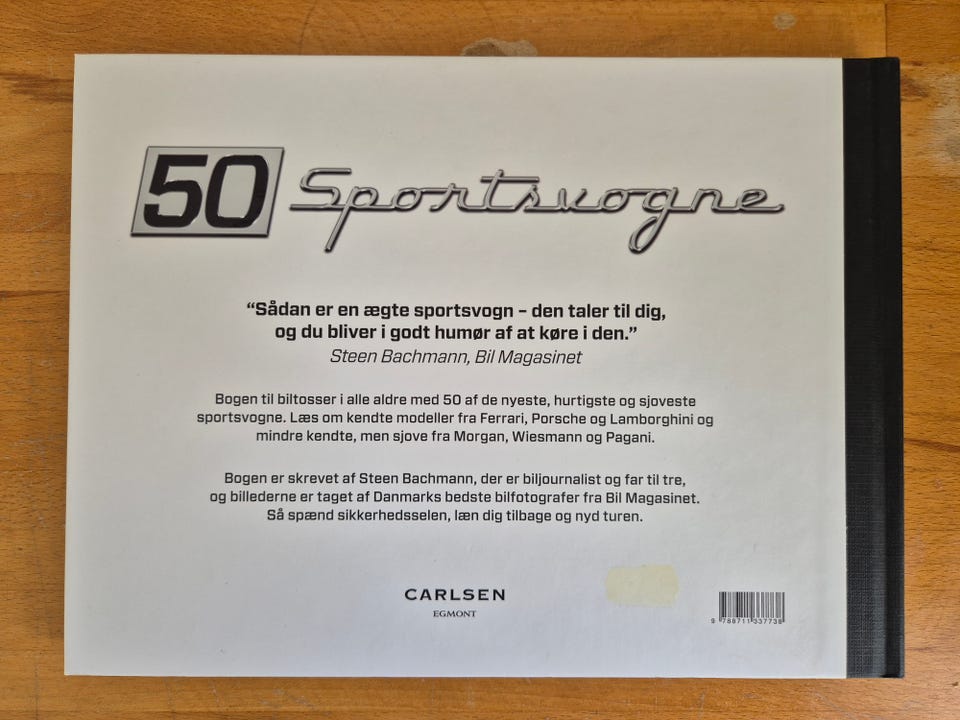 50 Sportsvogne
“Sådan er en ægte sportsvogn – den taler til dig,
og du bliver i godt humør af at køre i den.”
Steen Bachmann, Bil Magasinet
Bogen til biltosser i alle aldre med 50 af de nyeste, hurtigste og sjoveste
sportsvogne. Læs om kendte modeller fra Ferrari, Porsche og Lamborghini og
mindre kendte, men sjove fra Morgan, Wiesmann og Pagani.
Bogen er skrevet af Steen Bachmann, der er biljournalist og far til tre,
og billederne er taget af Danmarks bedste bilfotografer fra Bil Magasinet.
Så spænd sikkerhedsselen, læn dig tilbage og nyd turen.
CARLSEN
EGMONT
9 788711 337738